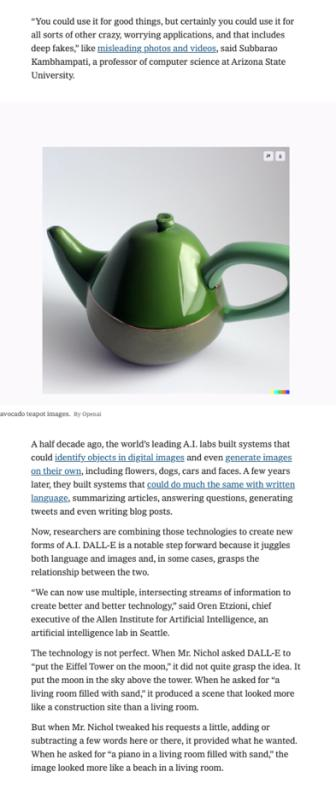 “You could use it for good things, but certainly you could use it for
all sorts of other crazy, worrying applications, and that includes
deep fakes,” like misleading photos and videos, said Subbarao
Kambhampati, a professor of computer science at Arizona State
University.
avocado teapot images. By Openai
A half decade ago, the world’s leading A.I. labs built systems that
could identify objects in digital images and even generate images
on their own, including flowers, dogs, cars and faces. A few years
later, they built systems that could do much the same with written
language, summarizing articles, answering questions, generating
tweets and even writing blog posts.
Now, researchers are combining those technologies to create new
forms of A.I. DALL-E is a notable step forward because it juggles
both language and images and, in some cases, grasps the
relationship between the two.
“We can now use multiple, intersecting streams of information to
create better and better technology,” said Oren Etzioni, chief
executive of the Allen Institute for Artificial Intelligence, an
artificial intelligence lab in Seattle.
The technology is not perfect. When Mr. Nichol asked DALL-E to
“put the Eiffel Tower on the moon,” it did not quite grasp the idea. It
put the moon in the sky above the tower. When he asked for “a
living room filled with sand,” it produced a scene that looked more
like a construction site than a living room.
But when Mr. Nichol tweaked his requests a little, adding or
subtracting a few words here or there, it provided what he wanted.
When he asked for “a piano in a living room filled with sand,” the
image looked more like a beach in a living room.